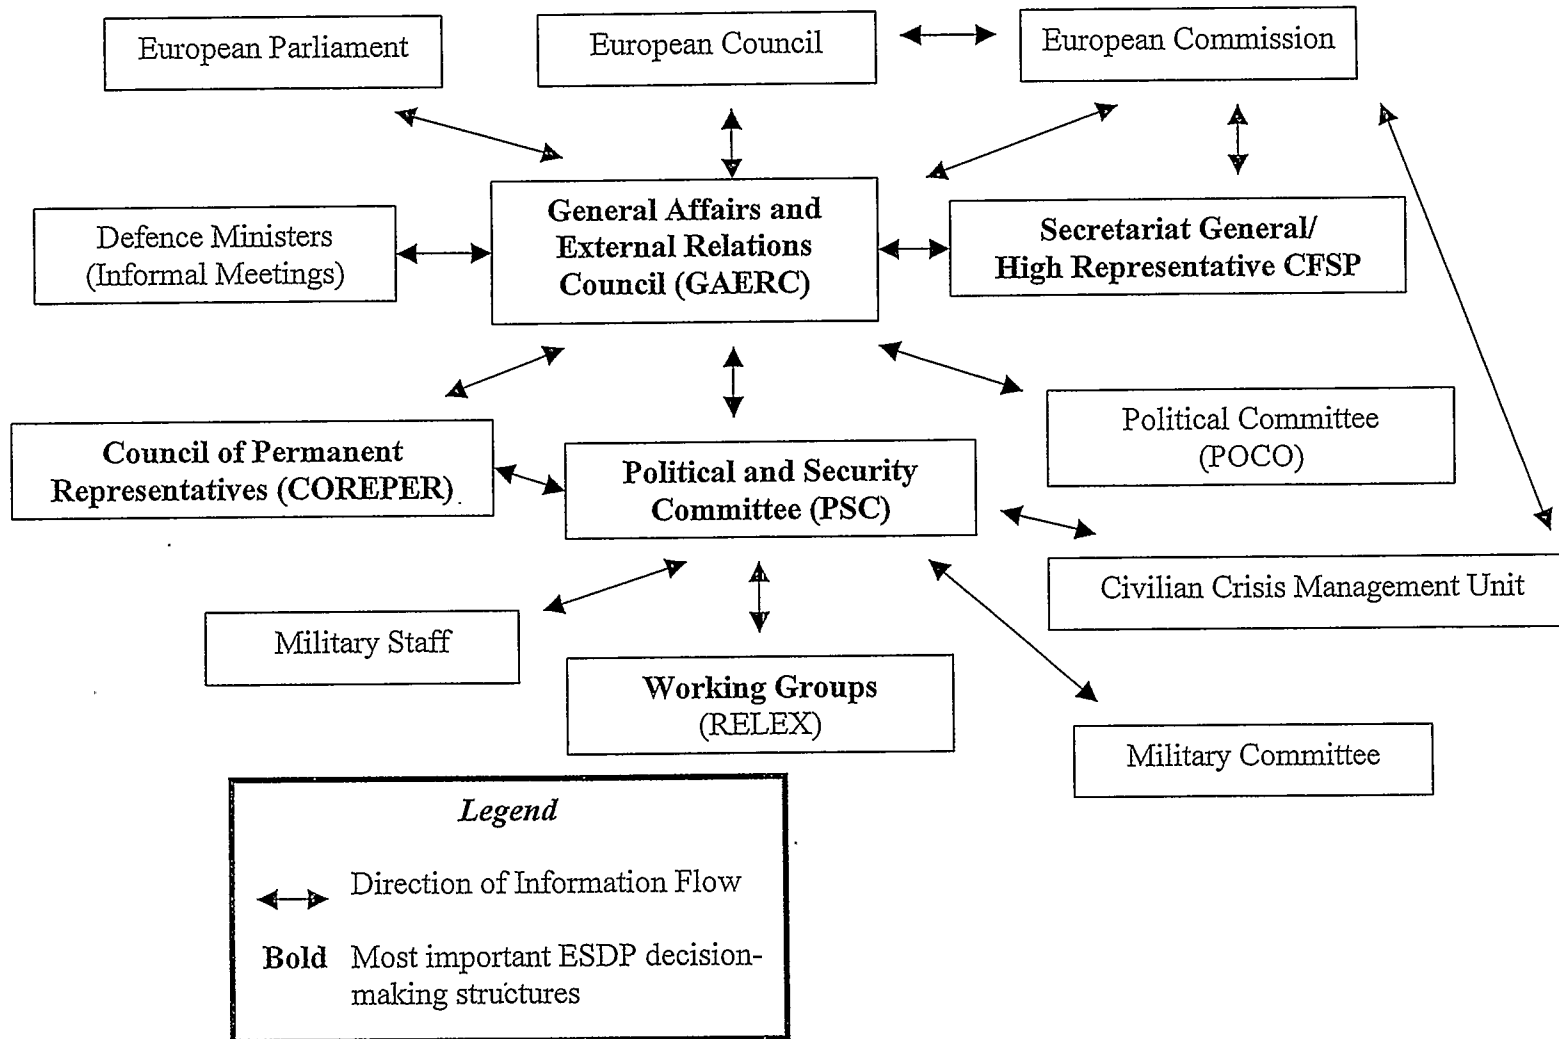 European Parliament
European Council
European Commission
General Affairs and
External Relations
Council (GAERC)
Defence Ministers
(Informal Meetings)
Secretariat General/
High Representative CFSP
Council of Permanent
Representatives (COREPER)
Political and Security
Committee (PSC)
Political Committee
(POCO)
Civilian Crisis Management Unit
Military Staff
Working Groups
(RELEX)
Military Committee
Legend
Direction of Information Flow
Bold Most important ESDP decision-
making structures